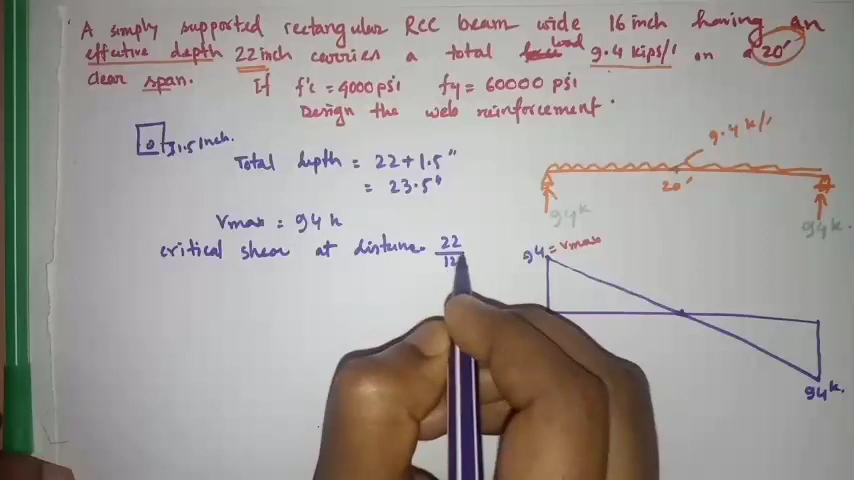 A simply supported rectangular RCC beam wide 16 inch having an
effective depth 22 inch carries a total load 9.4 kips/' on a 20'
clear span. If f'c = 4000 psi fy = 60000 psi
Design the web reinforcement.
1.5 inch.
Total depth = 22 + 1.5"
= 23.5"
Vmax = 94 k
critical shear at distance 22
12
9.4 k/'
20'
94k
94k.
94 = Vmax
94k.